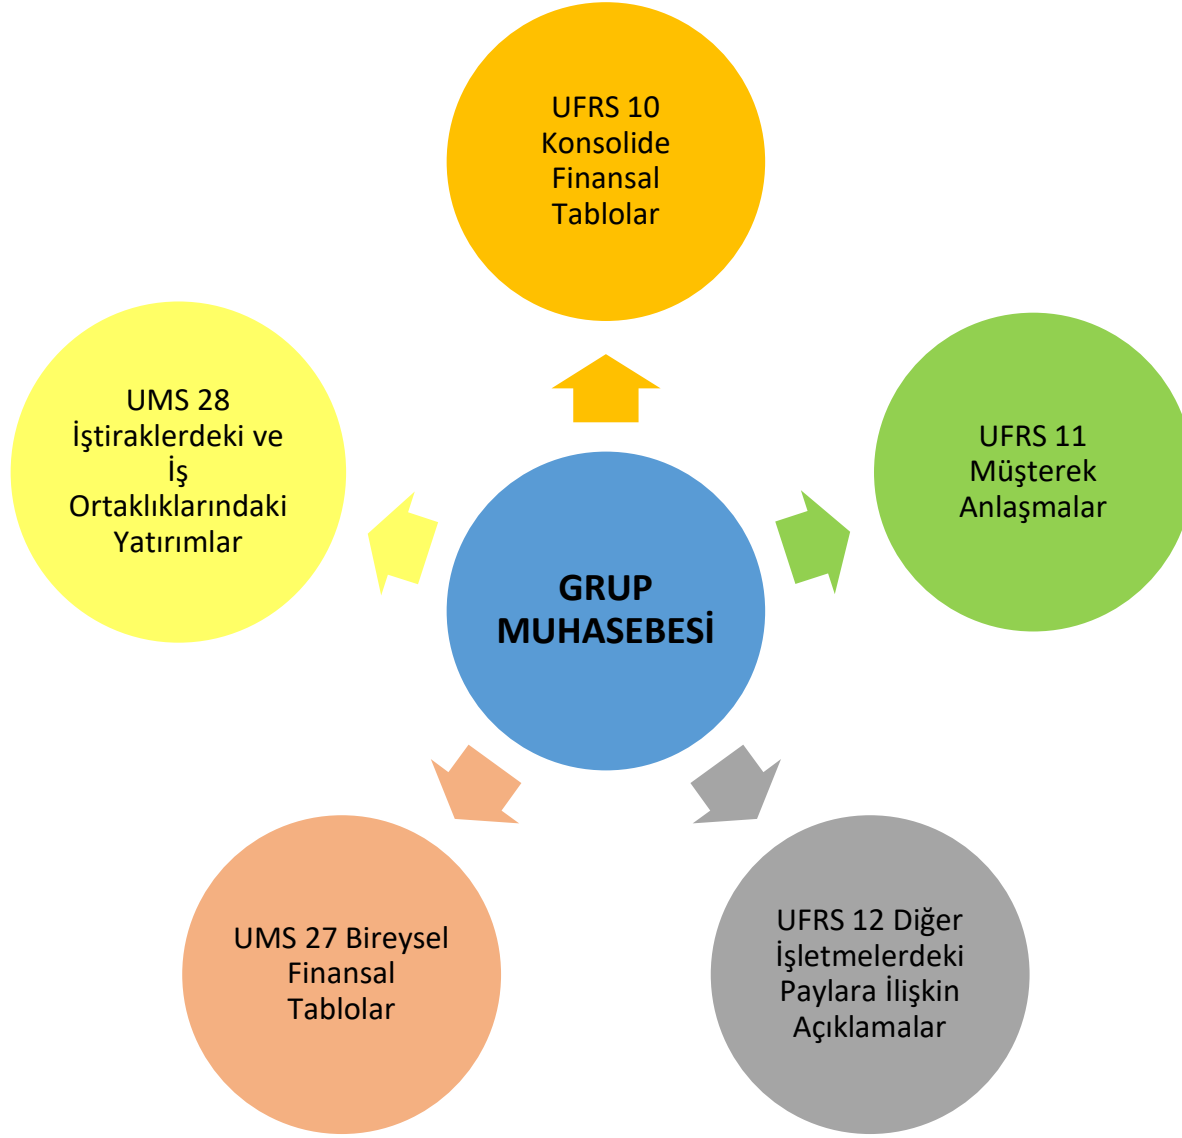 UFRS 10
Konsolide
Finansal
Tablolar
UMS 28
İştiraklerdeki ve
İş
Ortaklıklarındaki
Yatırımlar
UFRS 11
Müşterek
Anlaşmalar
GRUP
MUHASEBESİ
UMS 27 Bireysel
Finansal
Tablolar
UFRS 12 Diğer
İşletmelerdeki
Paylara İlişkin
Açıklamalar